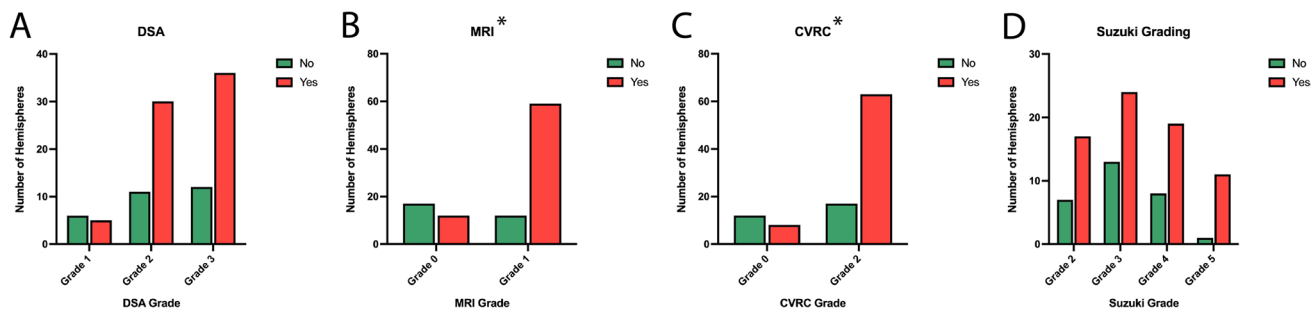 A
DSA
No
Yes
Number of Hemispheres
40
30
20
10
0
Grade 1
Grade 2
Grade 3
DSA Grade
B
MRI *
No
Yes
Number of Hemispheres
80
60
40
20
0
Grade 0
Grade 1
MRI Grade
C
CVRC *
No
Yes
Number of Hemispheres
80
60
40
20
0
Grade 0
Grade 2
CVRC Grade
D
Suzuki Grading
No
Yes
Number of Hemispheres
30
20
10
0
Grade 2
Grade 3
Grade 4
Grade 5
Suzuki Grade